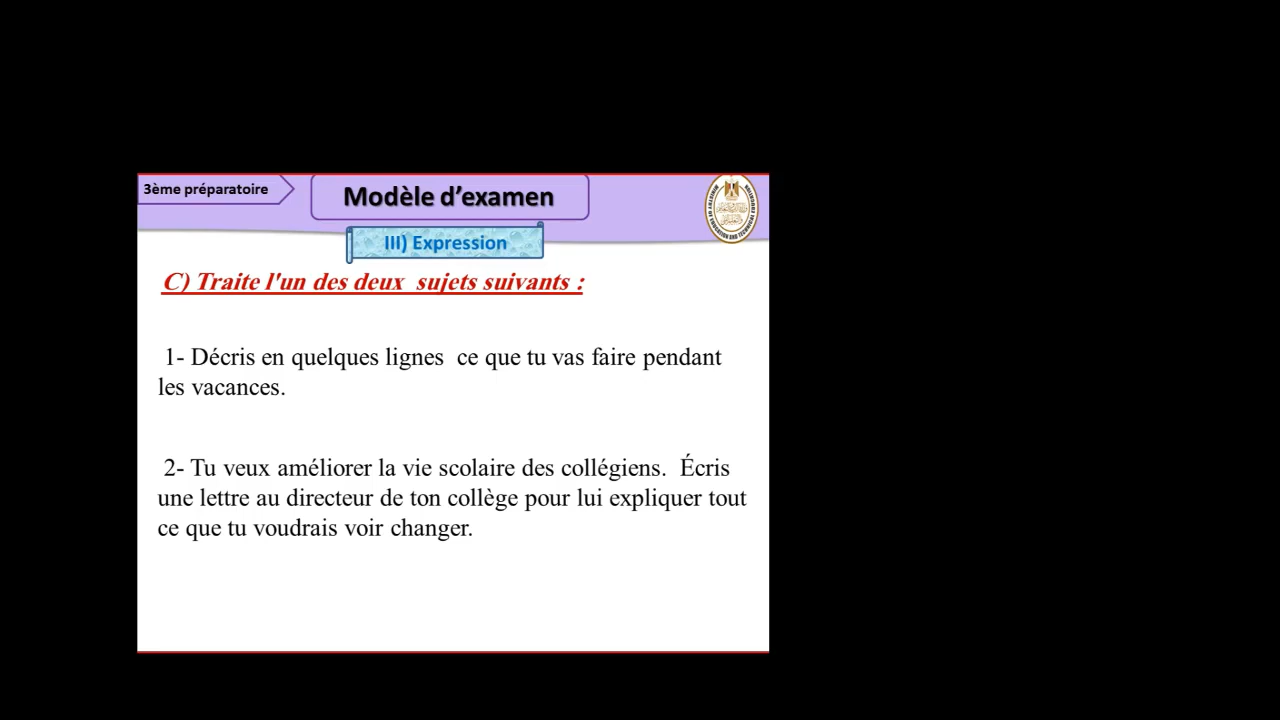 3ème préparatoire
Modèle d'examen
III) Expression
C) Traite l'un des deux  sujets suivants :
1- Décris en quelques lignes  ce que tu vas faire pendant
les vacances.
2- Tu veux améliorer la vie scolaire des collégiens.  Écris
une lettre au directeur de ton collège pour lui expliquer tout
ce que tu voudrais voir changer.